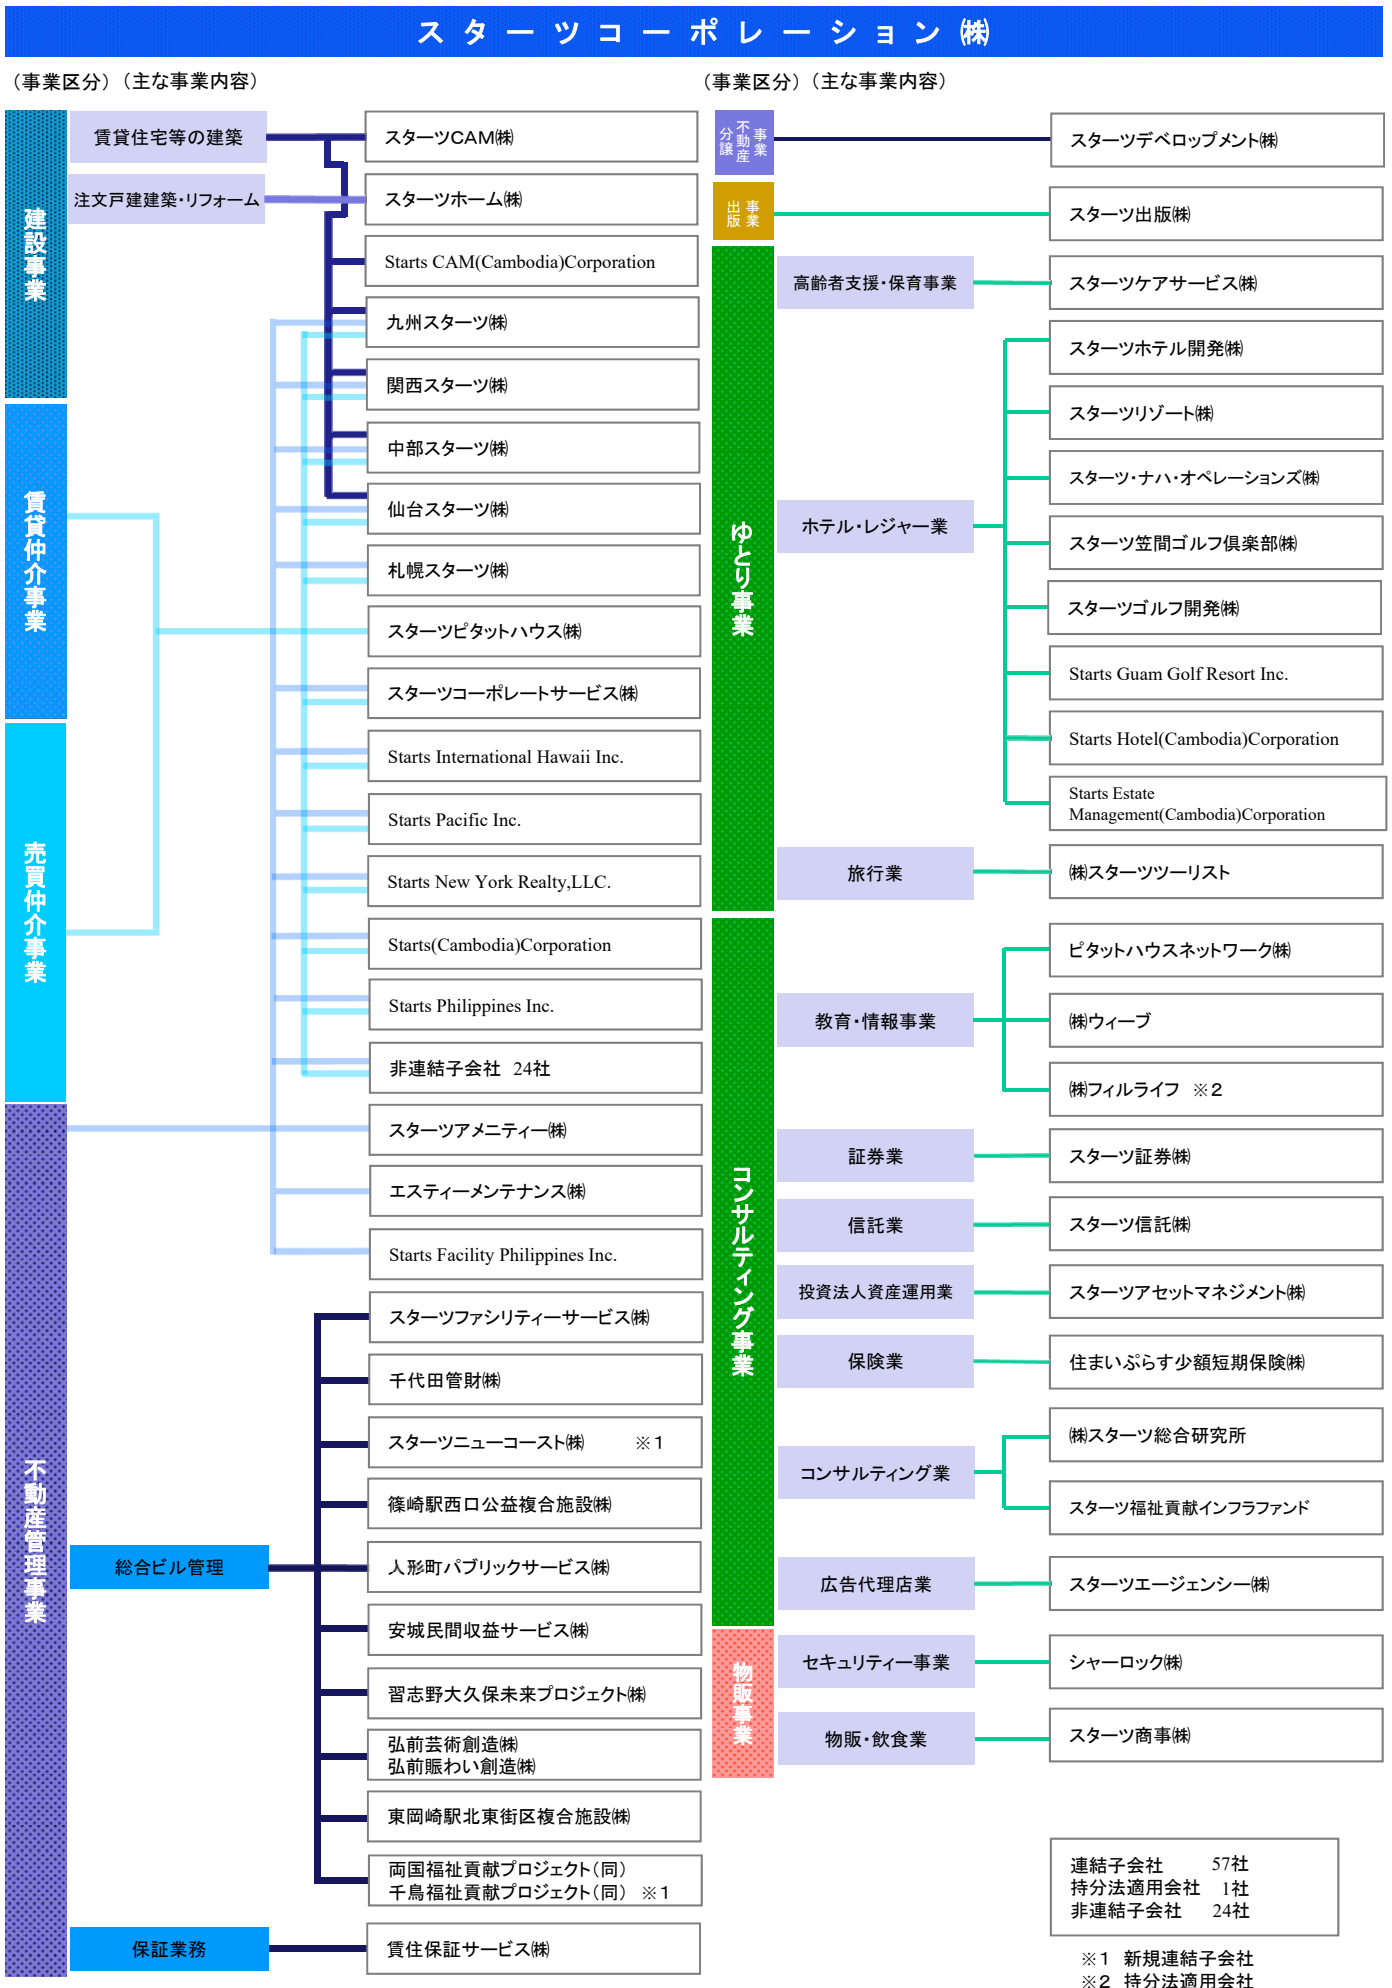 スターツコーポレーション㈱
（事業区分）（主な事業内容）
建設事業
賃貸住宅等の建築
スターツCAM㈱
注文戸建建築・リフォーム
スターツホーム㈱
Starts CAM(Cambodia)Corporation
九州スターツ㈱
関西スターツ㈱
中部スターツ㈱
仙台スターツ㈱
札幌スターツ㈱
賃貸仲介事業
スターツピタットハウス㈱
スターツコーポレートサービス㈱
Starts International Hawaii Inc.
Starts Pacific Inc.
売買仲介事業
Starts New York Realty,LLC.
Starts(Cambodia)Corporation
Starts Philippines Inc.
非連結子会社 24社
スターツアメニティー㈱
エスティーメンテナンス㈱
Starts Facility Philippines Inc.
不動産管理事業
スターツファシリティーサービス㈱
千代田管財㈱
スターツニューコースト㈱ ※1
篠崎駅西口公益複合施設㈱
総合ビル管理
人形町パブリックサービス㈱
安城民間収益サービス㈱
習志野大久保未来プロジェクト㈱
弘前芸術創造㈱
弘前賑わい創造㈱
東岡崎駅北東街区複合施設㈱
両国福祉貢献プロジェクト（同）
千鳥福祉貢献プロジェクト（同） ※1
保証業務
賃住保証サービス㈱
（事業区分）（主な事業内容）
分譲
不動産
事業
スターツデベロップメント㈱
出版
事業
スターツ出版㈱
ゆとり事業
高齢者支援・保育事業
スターツケアサービス㈱
スターツホテル開発㈱
スターツリゾート㈱
スターツ・ナハ・オペレーションズ㈱
ホテル・レジャー業
スターツ笠間ゴルフ倶楽部㈱
スターツゴルフ開発㈱
Starts Guam Golf Resort Inc.
Starts Hotel(Cambodia)Corporation
Starts Estate
Management(Cambodia)Corporation
旅行業
㈱スターツツーリスト
コンサルティング事業
ピタットハウスネットワーク㈱
教育・情報事業
㈱ウィーブ
㈱フィルライフ ※2
証券業
スターツ証券㈱
信託業
スターツ信託㈱
投資法人資産運用業
スターツアセットマネジメント㈱
保険業
住まいぷらす少額短期保険㈱
㈱スターツ総合研究所
コンサルティング業
スターツ福祉貢献インフラファンド
広告代理店業
スターツエージェンシー㈱
物販事業
セキュリティー事業
シャーロック㈱
物販・飲食業
スターツ商事㈱
連結子会社 57社
持分法適用会社 1社
非連結子会社 24社
※1 新規連結子会社
※2 持分法適用会社